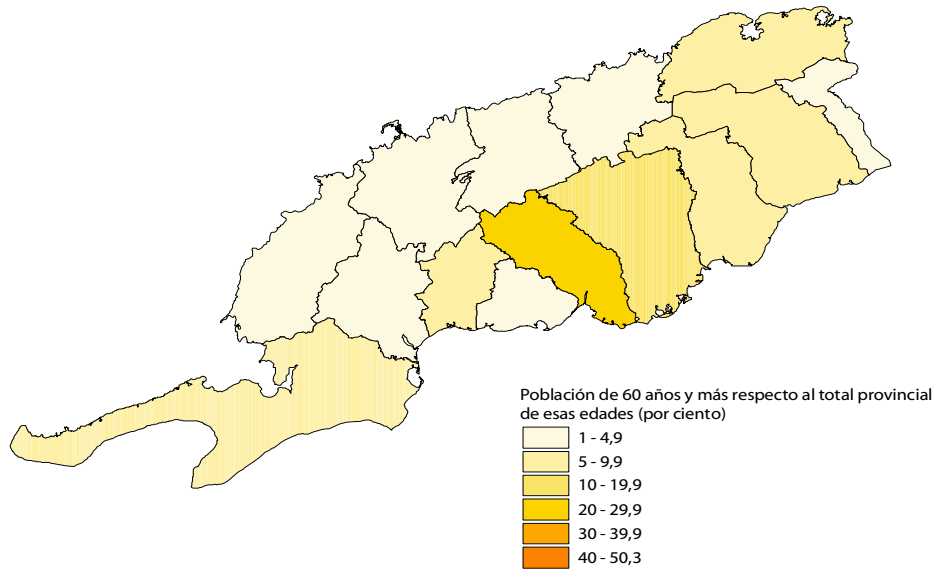 Población de 60 años y más respecto al total provincial
de esas edades (por ciento)
1 - 4,9
5 - 9,9
10 - 19,9
20 - 29,9
30 - 39,9
40 - 50,3